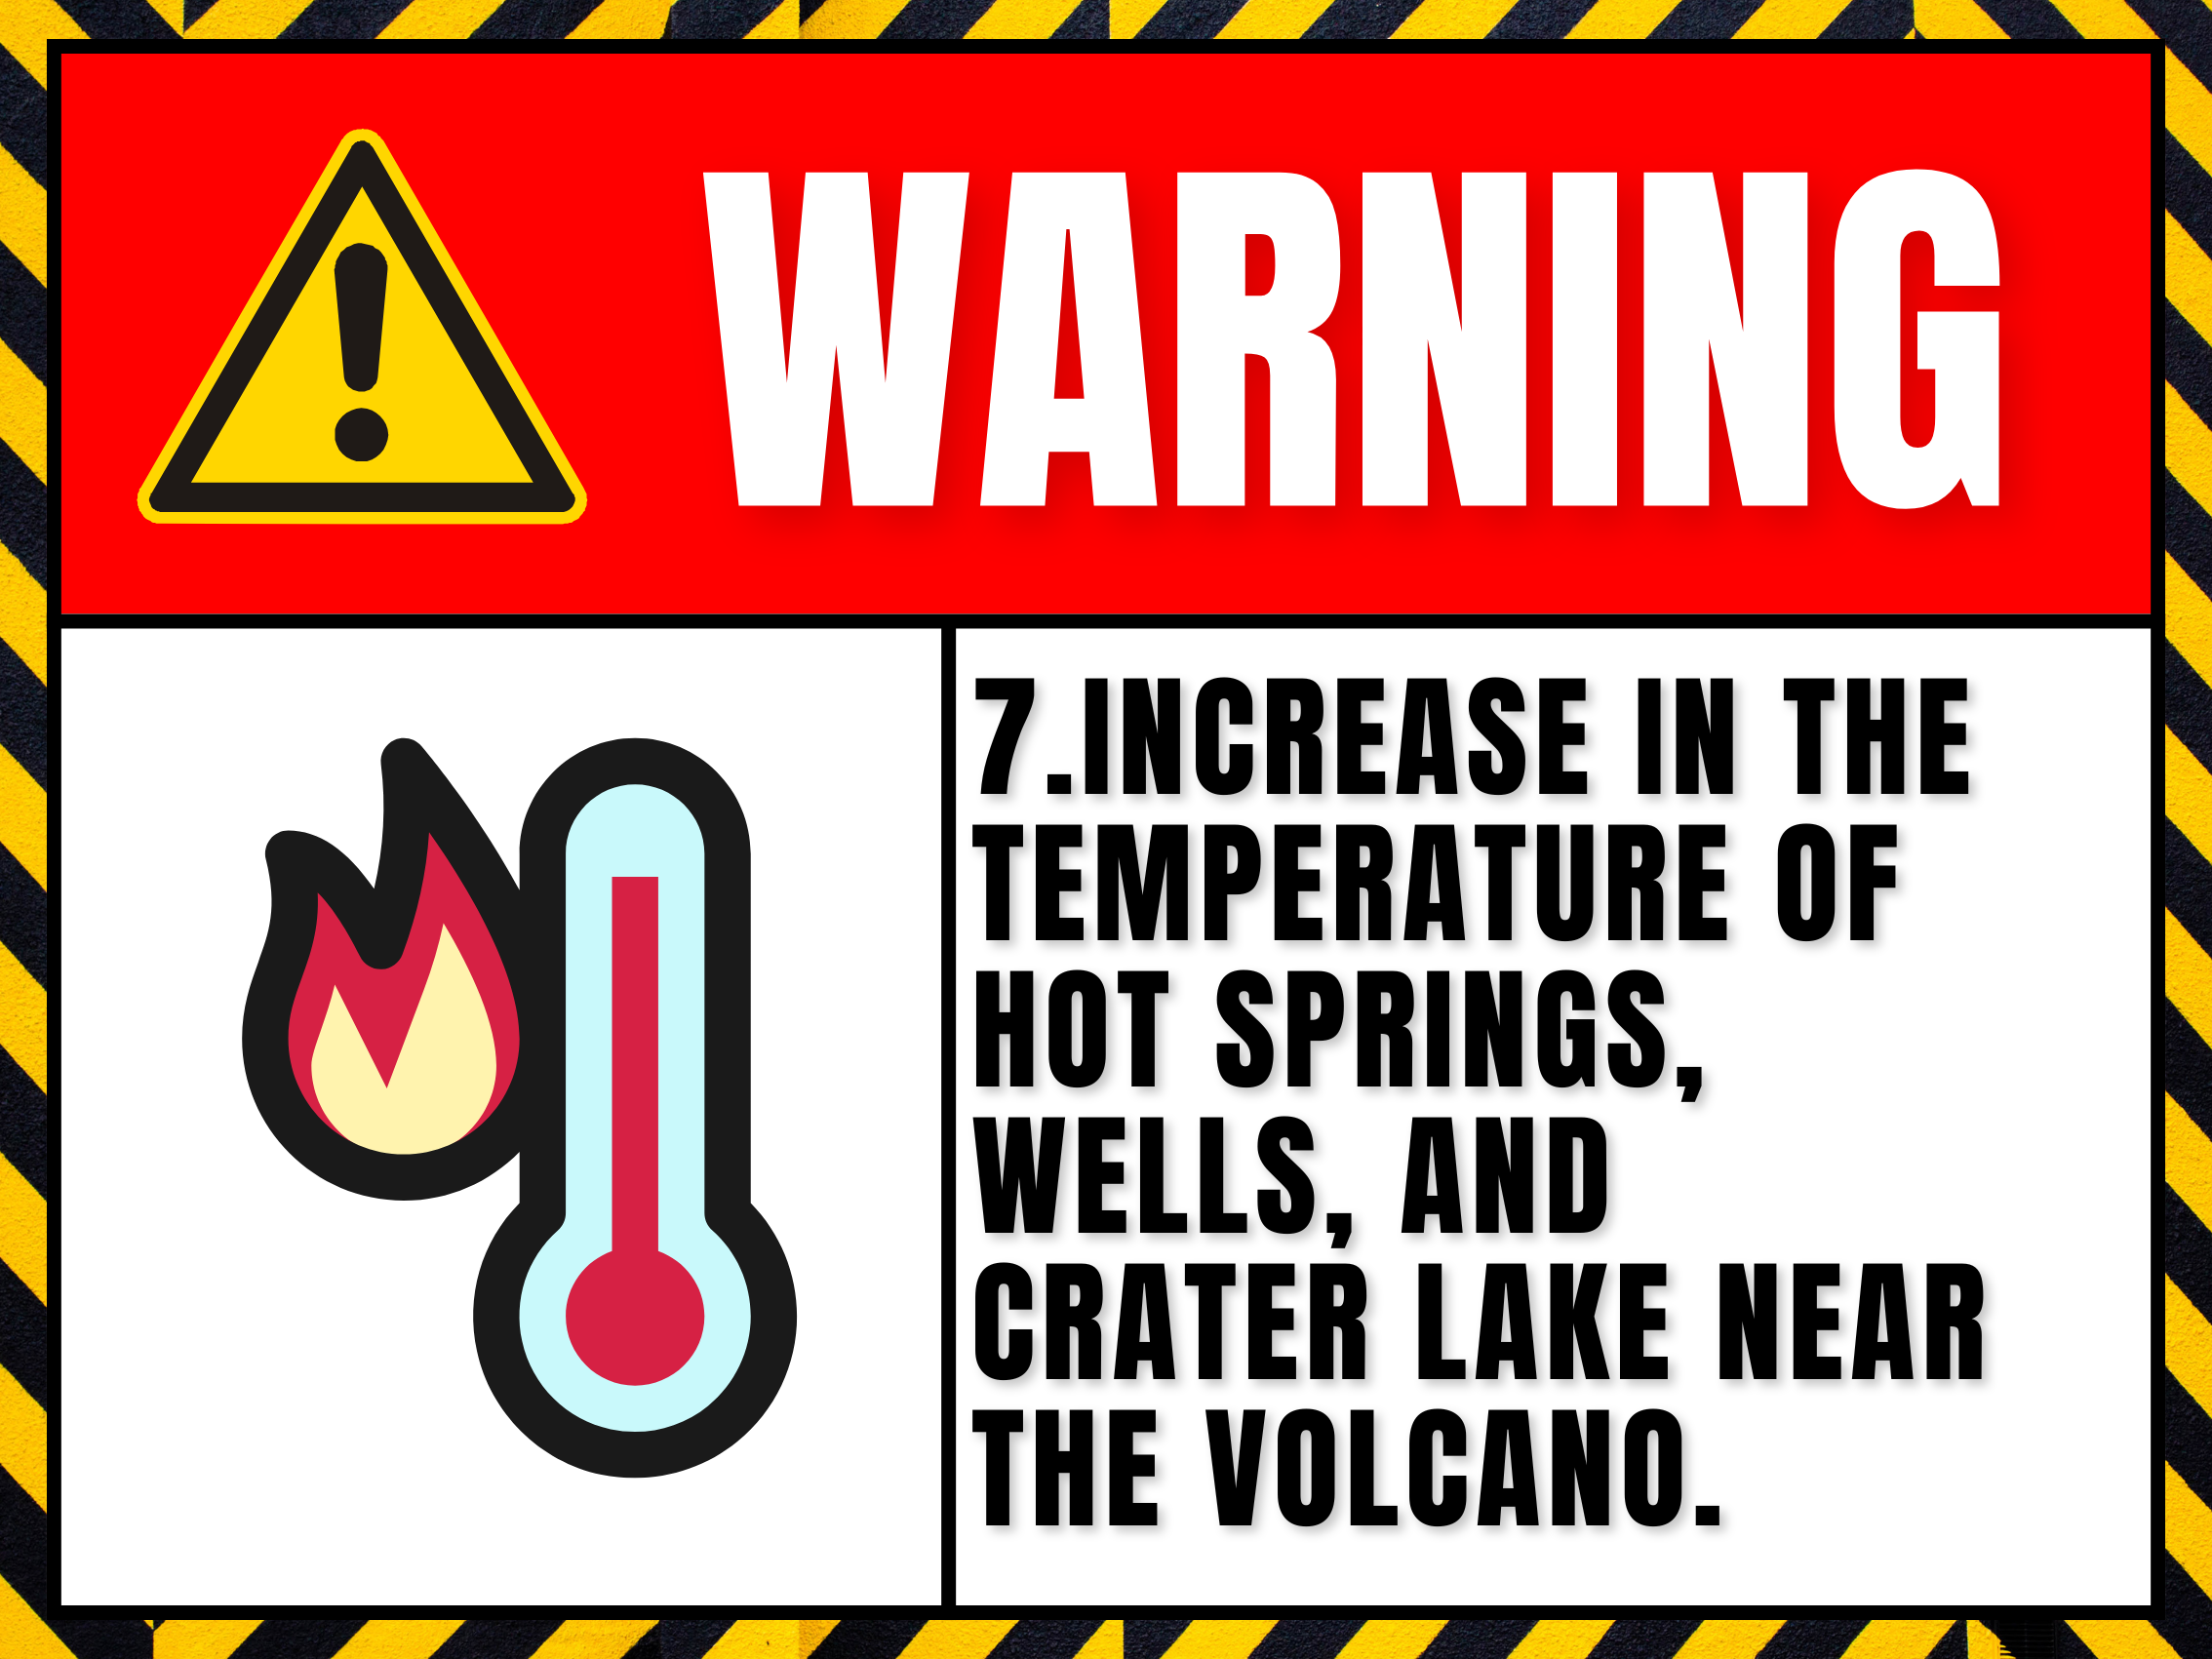 WARNING
7.INCREASE IN THE
TEMPERATURE OF
HOT SPRINGS,
WELLS, AND
CRATER LAKE NEAR
THE VOLCANO.